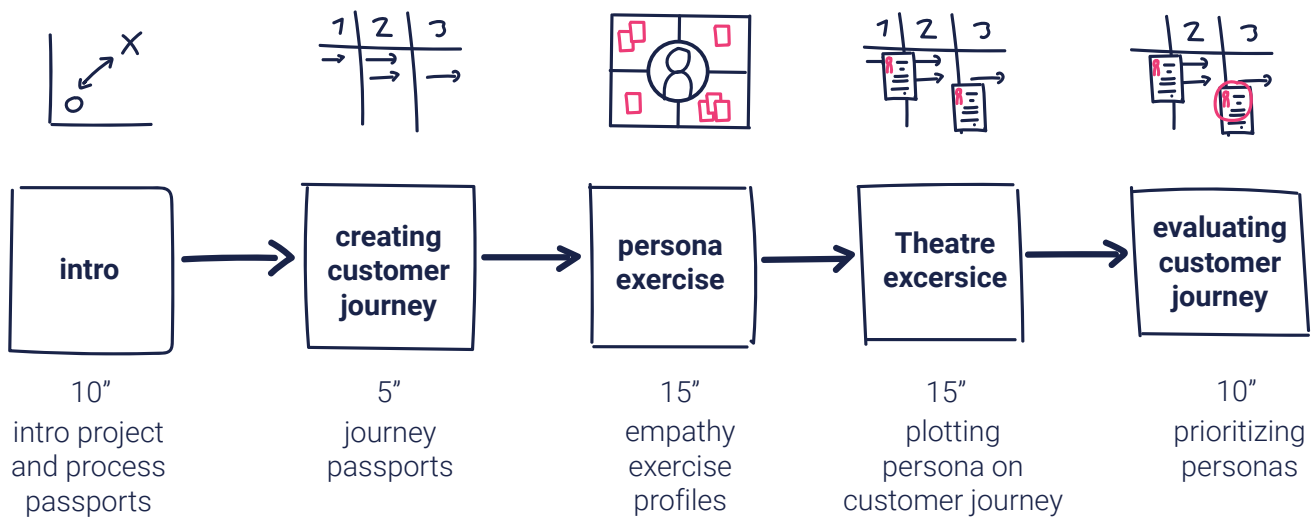 X
O
1 2 3
1 2 3
2 3
intro
creating
customer
journey
persona
exercise
Theatre
excersice
evaluating
customer
journey
10”
5”
15”
15”
10”
intro project
and process
passports
journey
passports
empathy
exercise
profiles
plotting
persona on
customer journey
prioritizing
personas